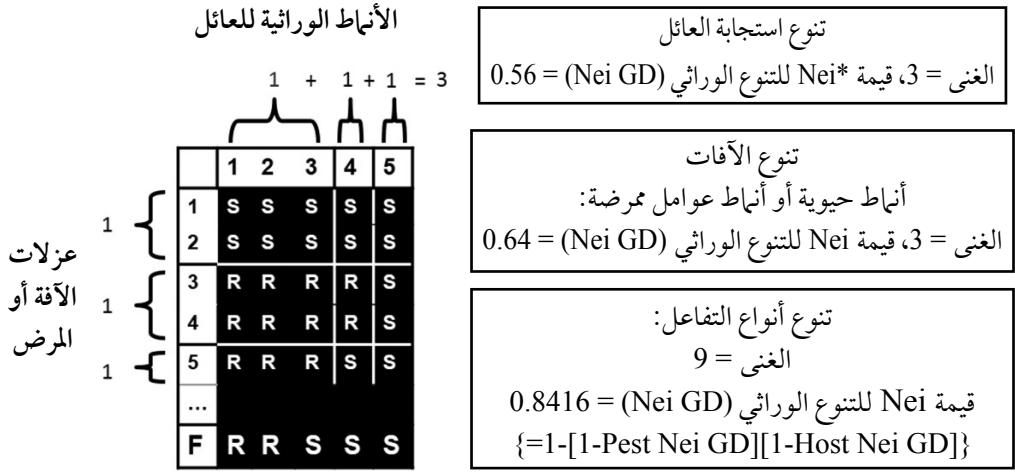 الأنماط الوراثية للعائل
1 + 1 + 1 = 3
1 2 3 4 5
1 S S S S S
2 S S S S S
3 R R R R S
4 R R R R S
5 R R R S S
...
F R R S S S
1
1
1
عزلات
الآفة أو
المرض
تنوع استجابة العائل
الغنى = 3، قيمة Nei* للتنوع الوراثي (Nei GD) = 0.56
تنوع الآفات
أنماط حيوية أو أنماط عوامل ممرضة:
الغنى = 3، قيمة Nei للتنوع الوراثي (Nei GD) = 0.64
تنوع أنواع التفاعل:
الغنى = 9
قيمة Nei للتنوع الوراثي (Nei GD) = 0.8416
{=1-[1-Pest Nei GD][1-Host Nei GD]}